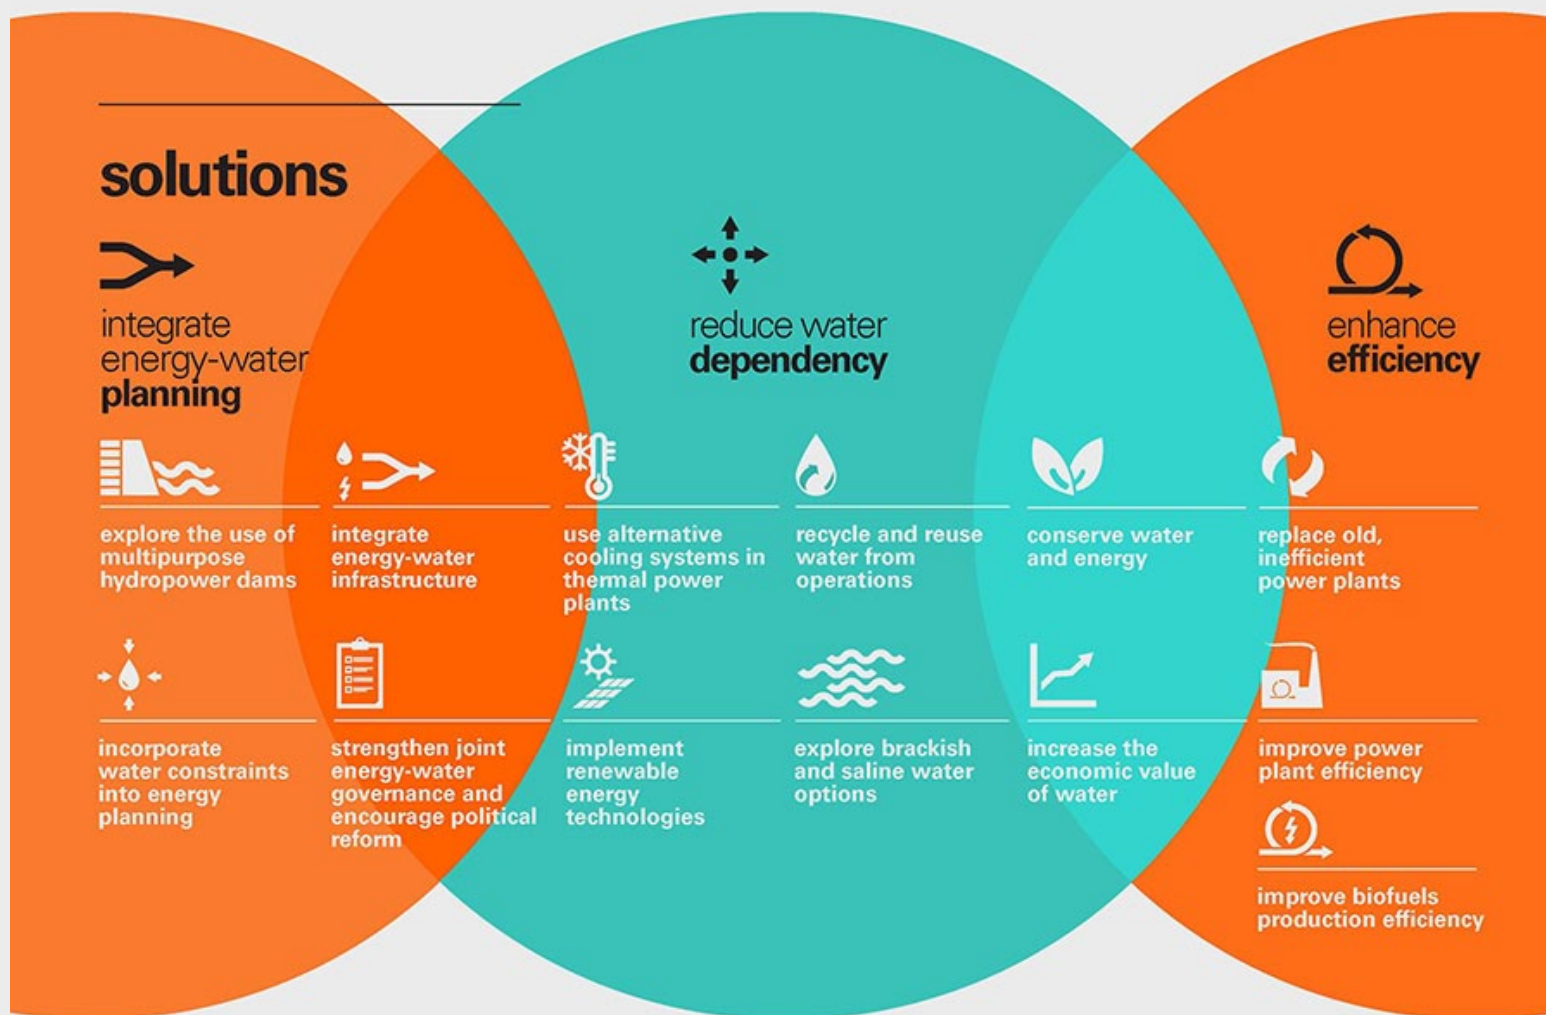 solutions
integrate
energy-water
planning
reduce water
dependency
enhance
efficiency
explore the use of
multipurpose
hydropower dams
integrate
energy-water
infrastructure
use alternative
cooling systems in
thermal power
plants
recycle and reuse
water from
operations
conserve water
and energy
replace old,
inefficient
power plants
incorporate
water constraints
into energy
planning
strengthen joint
energy-water
governance and
encourage political
reform
implement
renewable
energy
technologies
explore brackish
and saline water
options
increase the
economic value
of water
improve power
plant efficiency
improve biofuels
production efficiency